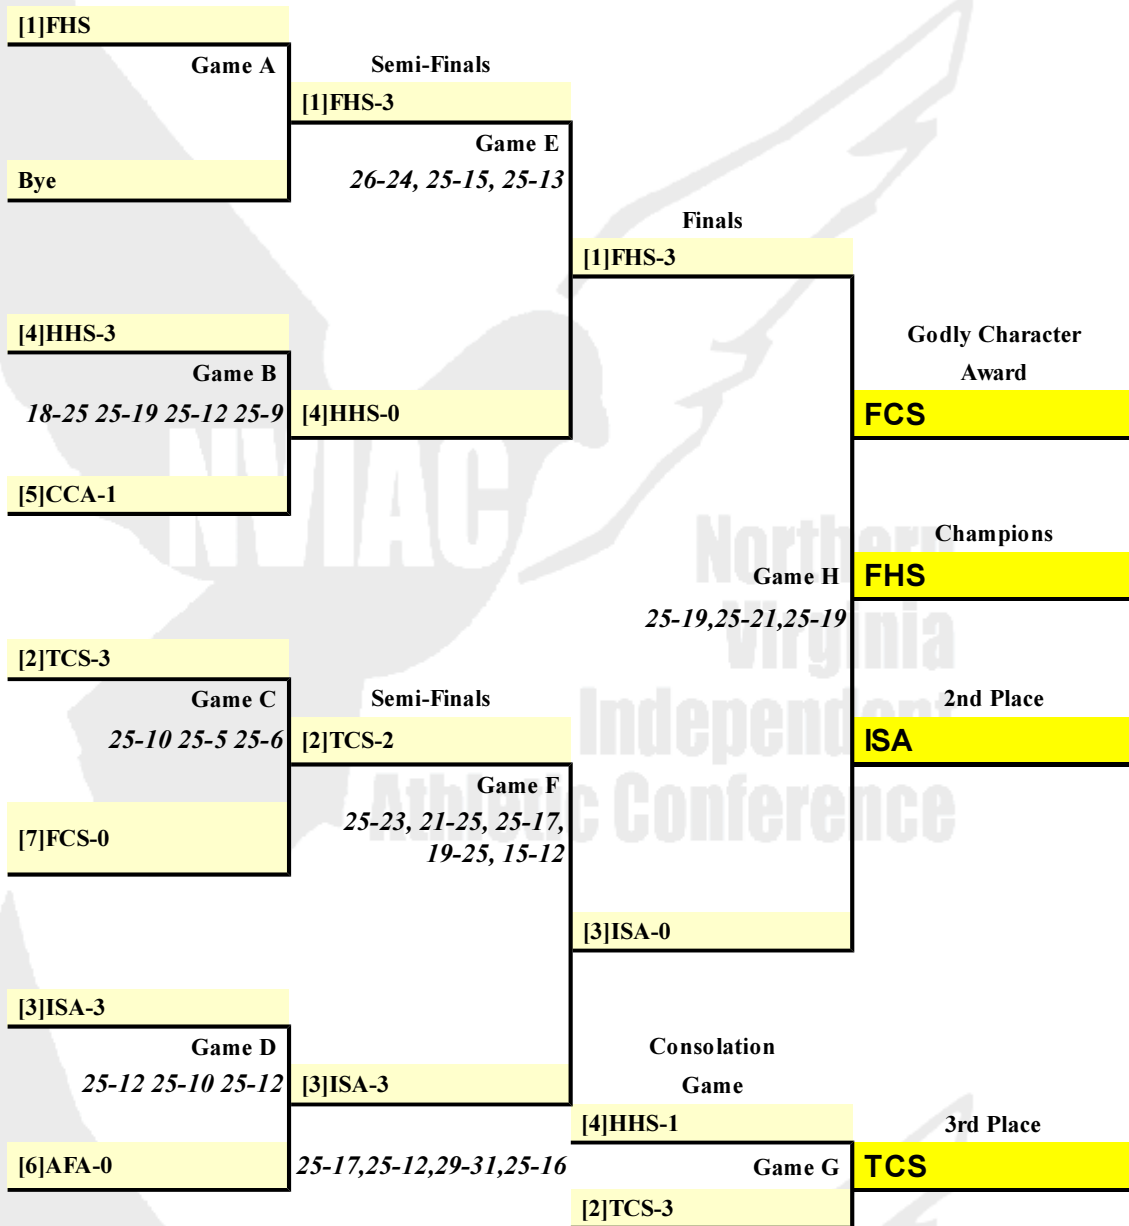 [1]FHS
Game A
Bye
Semi-Finals
[1]FHS-3
Game E
26-24, 25-15, 25-13
Finals
[1]FHS-3
[4]HHS-3
Game B
18-25 25-19 25-12 25-9
[4]HHS-0
[5]CCA-1
Godly Character
Award
FCS
Champions
FHS
Game H
25-19,25-21,25-19
2nd Place
ISA
[2]TCS-3
Game C
25-10 25-5 25-6
[7]FCS-0
Semi-Finals
[2]TCS-2
Game F
25-23, 21-25, 25-17,
19-25, 15-12
[3]ISA-0
[3]ISA-3
Game D
25-12 25-10 25-12
[3]ISA-3
[6]AFA-0
Consolation
Game
[4]HHS-1
25-17,25-12,29-31,25-16
Game G
[2]TCS-3
3rd Place
TCS
NVIAC
Northern
Virginia
Independent
Athletic Conference